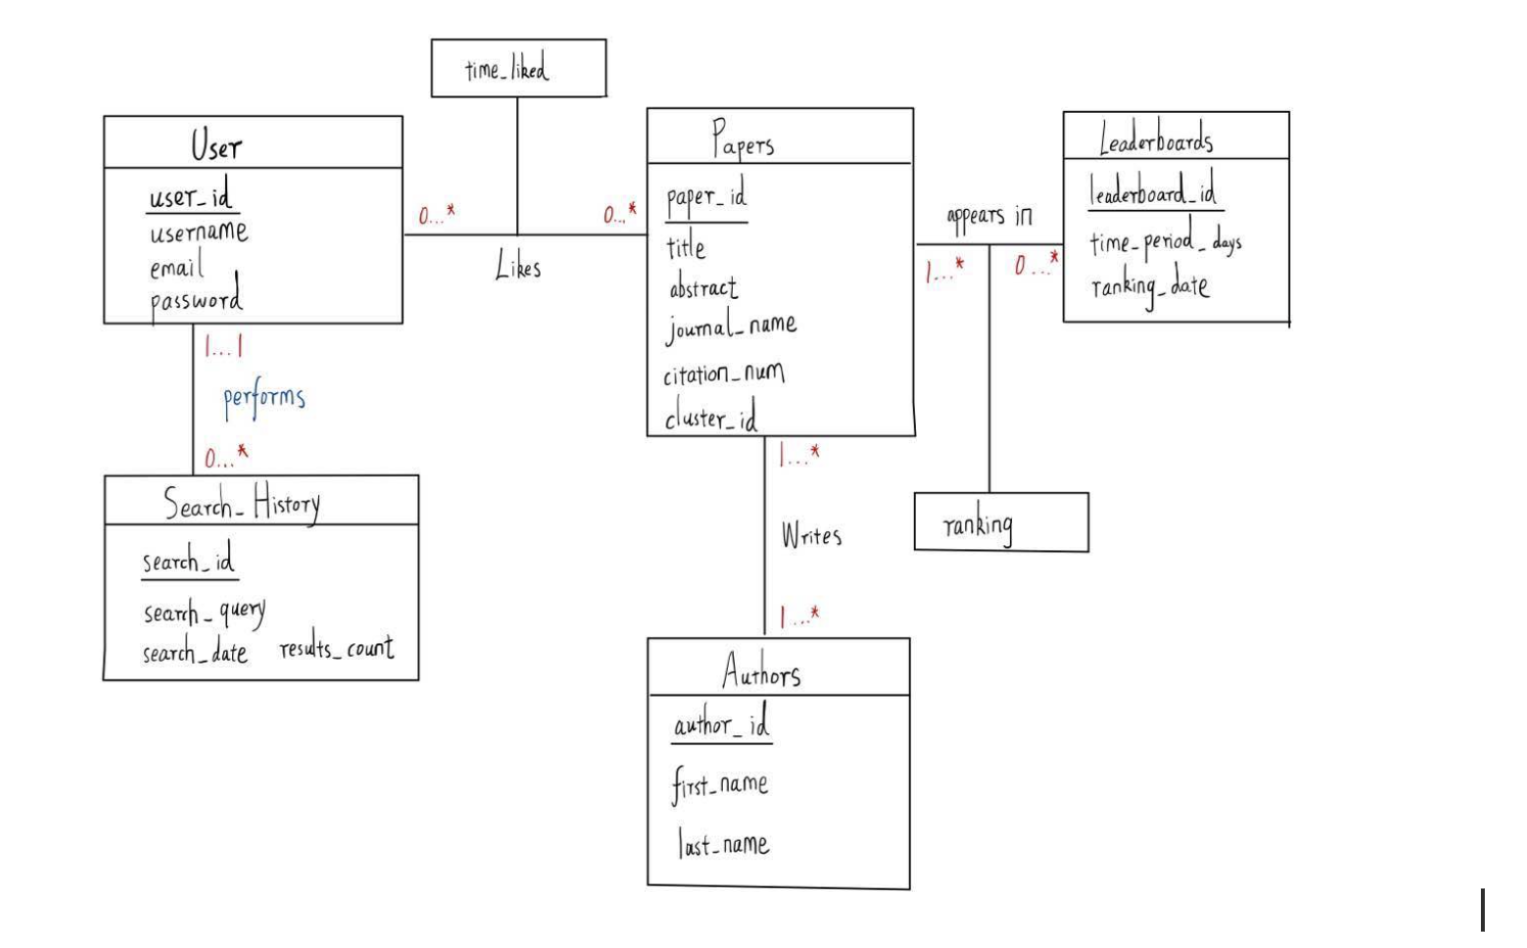 time_liked
User
user_id
username
email
password
0...*
0...*
Likes
Papers
paper_id
title
abstract
journal_name
citation_num
cluster_id
appears in
1...*
0...*
Leaderboards
leaderboard_id
time_period_days
ranking_date
ranking
1...1
performs
0...*
Search_History
search_id
search_query
search_date results_count
1...*
Writes
1...*
Authors
author_id
first_name
last_name